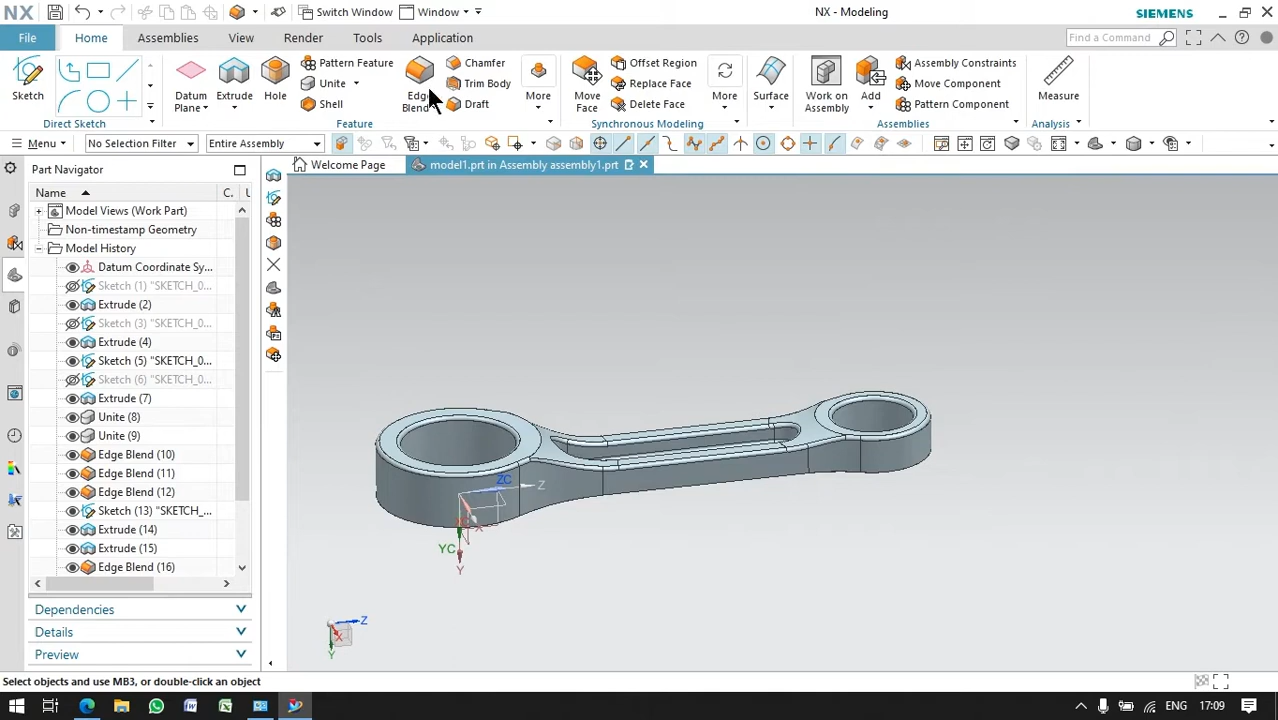 NX
Switch Window
Window
NX - Modeling
SIEMENS
File
Home
Assemblies
View
Render
Tools
Application
Find a Command
Sketch
Direct Sketch
Datum Plane
Extrude
Hole
Pattern Feature
Unite
Shell
Edge Blend
Chamfer
Trim Body
Draft
More
Feature
Move Face
Offset Region
Replace Face
Delete Face
More
Synchronous Modeling
Surface
Work on Assembly
Add
Assembly Constraints
Move Component
Pattern Component
Assemblies
Measure
Analysis
Menu
No Selection Filter
Entire Assembly
Part Navigator
Welcome Page
model1.prt in Assembly assembly1.prt
Name
C.
Model Views (Work Part)
Non-timestamp Geometry
Model History
Datum Coordinate Sy...
Sketch (1) "SKETCH_0...
Extrude (2)
Sketch (3) "SKETCH_0...
Extrude (4)
Sketch (5) "SKETCH_0...
Sketch (6) "SKETCH_0...
Extrude (7)
Unite (8)
Unite (9)
Edge Blend (10)
Edge Blend (11)
Edge Blend (12)
Sketch (13) "SKETCH_...
Extrude (14)
Extrude (15)
Edge Blend (16)
ZC
Z
X
YC
Y
Z
X
Y
Dependencies
Details
Preview
Select objects and use MB3, or double-click an object
ENG
17:09